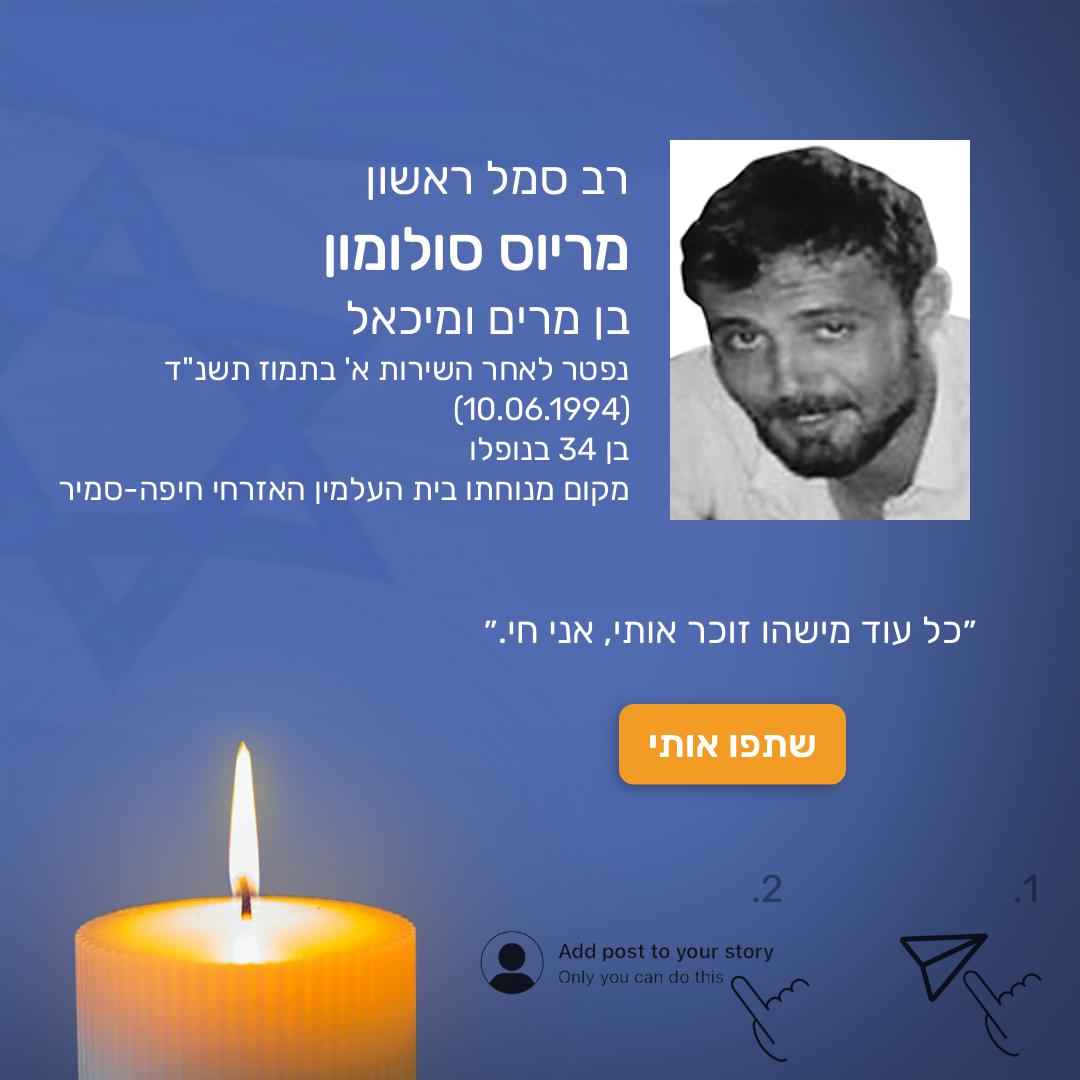 רב סמל ראשון
מריוס סולומון
בן מרים ומיכאל
נפטר לאחר השירות א' בתמוז תשנ"ד
(10.06.1994)
בן 34 בנופלו
מקום מנוחתו בית העלמין האזרחי חיפה-סמיר
״כל עוד מישהו זוכר אותי, אני חי.״
שתפו אותי
1.
2.
Add post to your story
Only you can do this